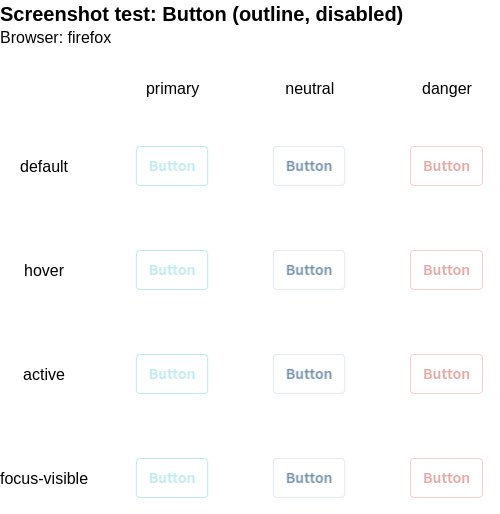 Screenshot test: Button (outline, disabled)
Browser: firefox
primary neutral danger
default Button Button Button
hover Button Button Button
active Button Button Button
focus-visible Button Button Button